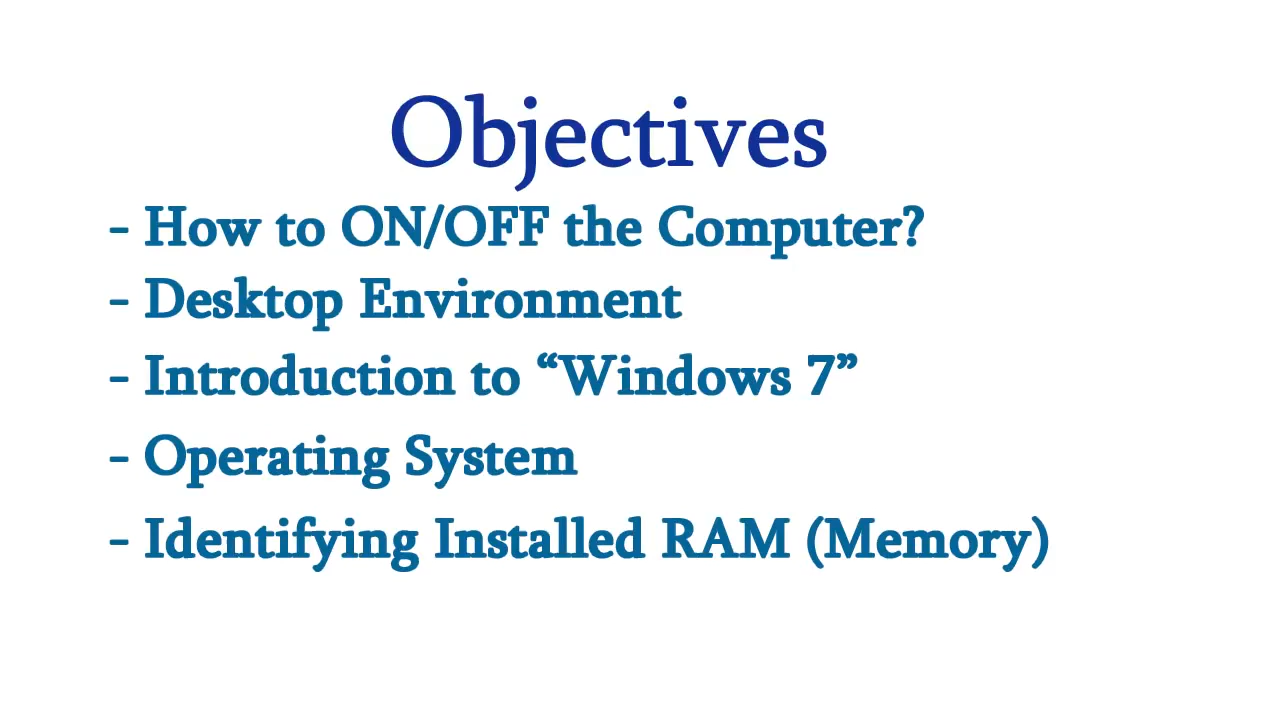 Objectives
- How to ON/OFF the Computer?
- Desktop Environment
- Introduction to “Windows 7”
- Operating System
- Identifying Installed RAM (Memory)